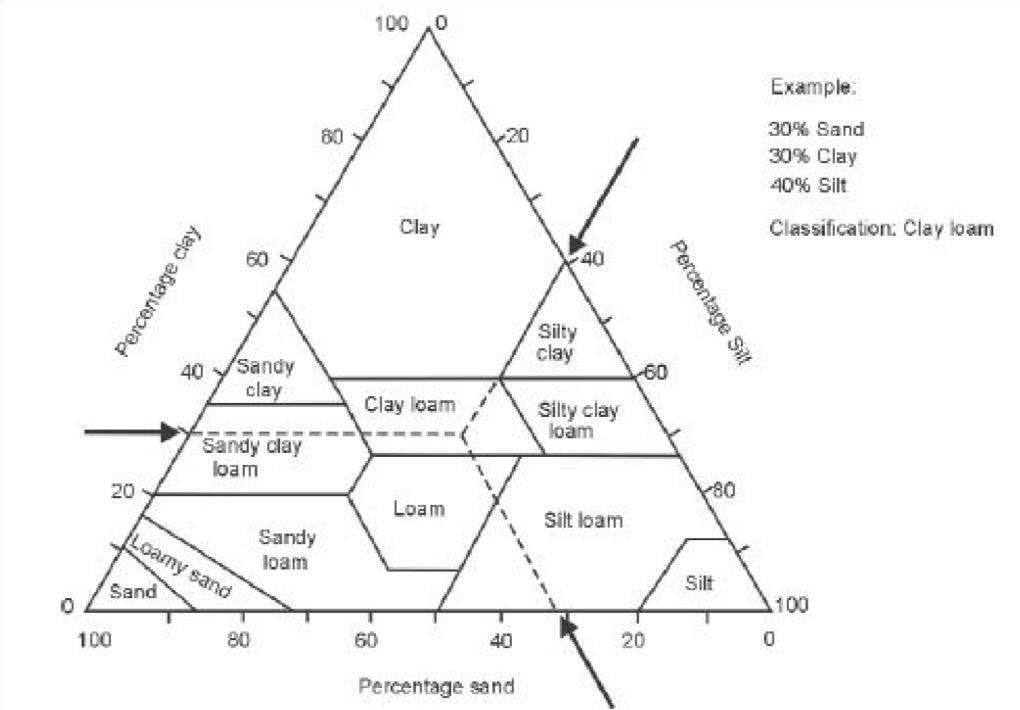 100 0
Example:
30% Sand
30% Clay
40% Silt
Classification: Clay loam
80
20
Clay
Percentage clay
60
40
Percentage Silt
Silty
clay
40
Sandy
clay
60
Clay loam
Silty clay
loam
Sandy clay
loam
20
80
Loam
Silt loam
Sandy
loam
Loamy sand
Sand
Silt
0
100
100
80
60
40
20
0
Percentage sand